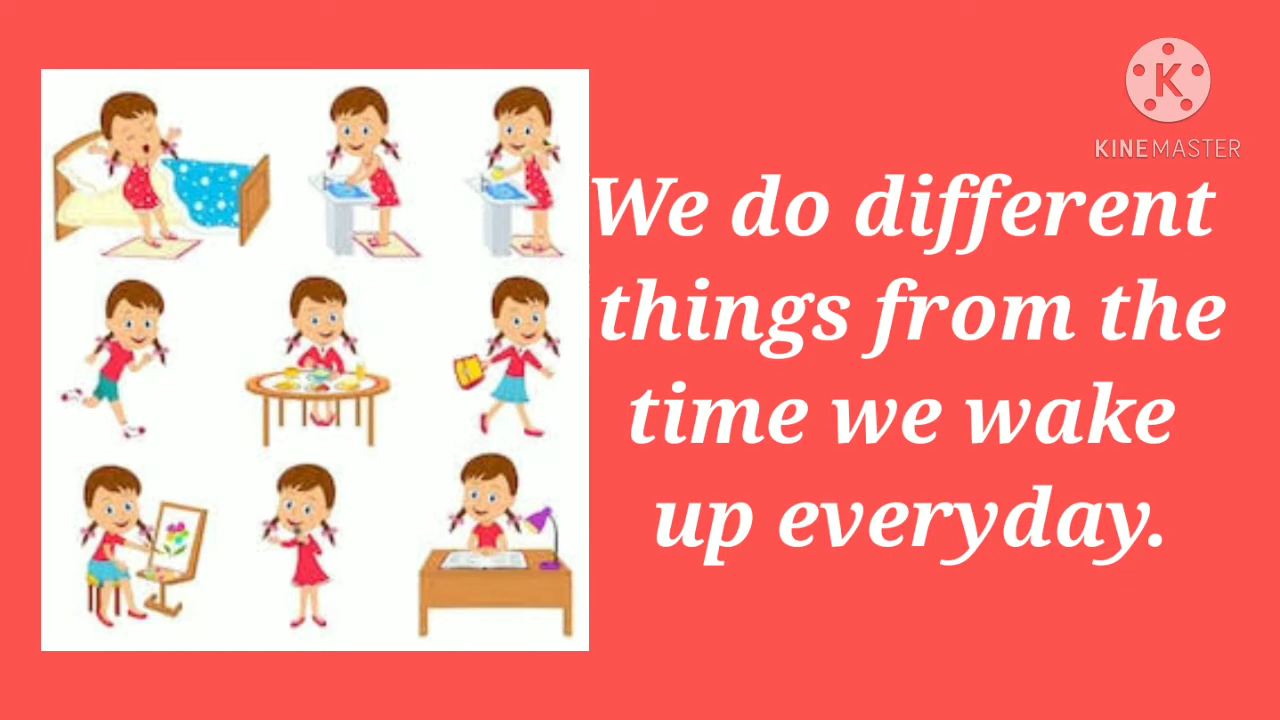 K
KINEMASTER
We do different
things from the
time we wake
up everyday.